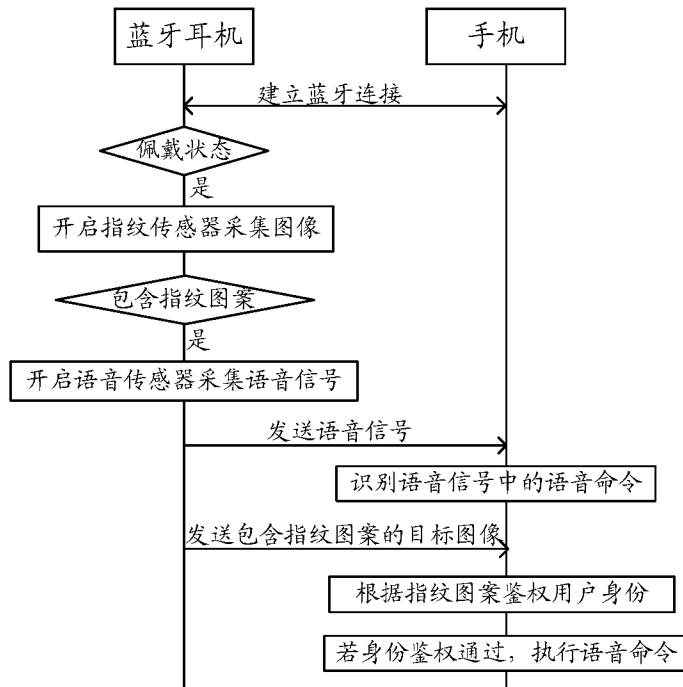 蓝牙耳机
手机
建立蓝牙连接
佩戴状态
是
开启指纹传感器采集图像
包含指纹图案
是
开启语音传感器采集语音信号
发送语音信号
识别语音信号中的语音命令
发送包含指纹图案的目标图像
根据指纹图案鉴权用户身份
若身份鉴权通过，执行语音命令